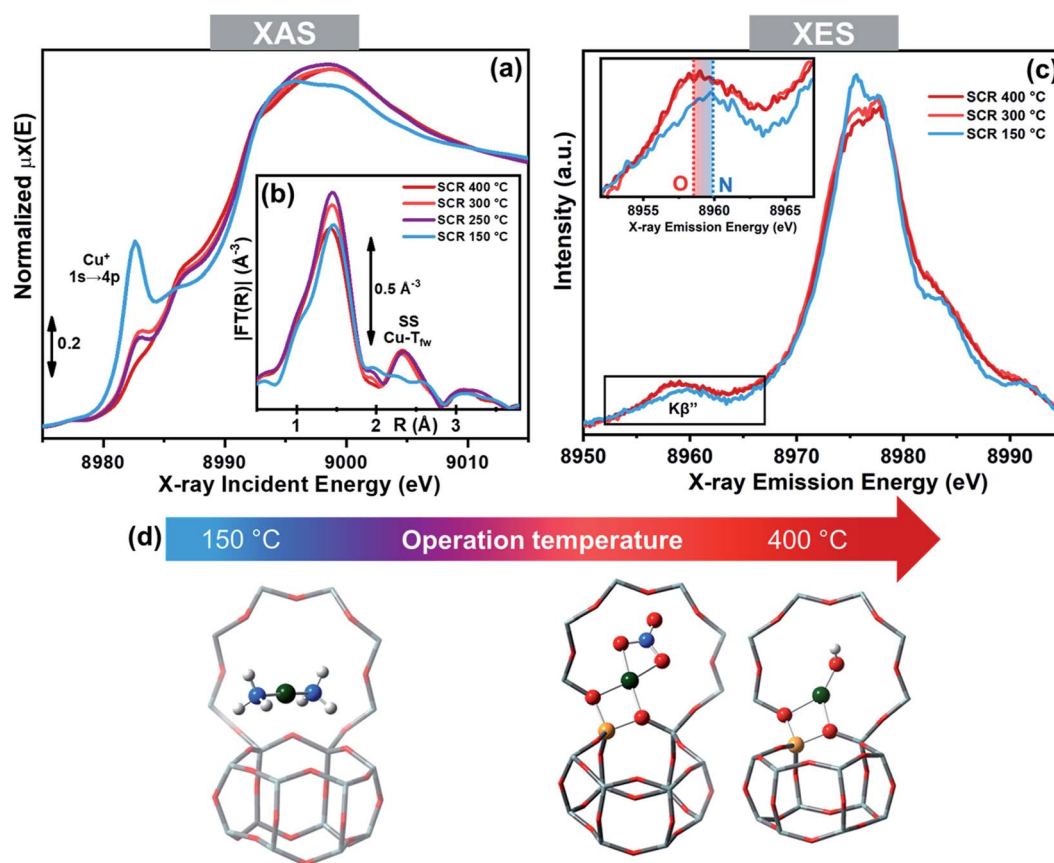 XAS
XES
(a)
Normalized μx(E)
Cu⁺
1s→4p
0.2
8980 8990 9000 9010
X-ray Incident Energy (eV)
(b)
SCR 400 °C
SCR 300 °C
SCR 250 °C
SCR 150 °C
|FT(R)| (Å⁻³)
0.5 Å⁻³
SS
Cu-Tfw
1 2 3
R (Å)
(c)
SCR 400 °C
SCR 300 °C
SCR 150 °C
O N
8955 8960 8965
X-ray Emission Energy (eV)
Intensity (a.u.)
Kβ”
8950 8960 8970 8980 8990
X-ray Emission Energy (eV)
(d)
150 °C Operation temperature 400 °C